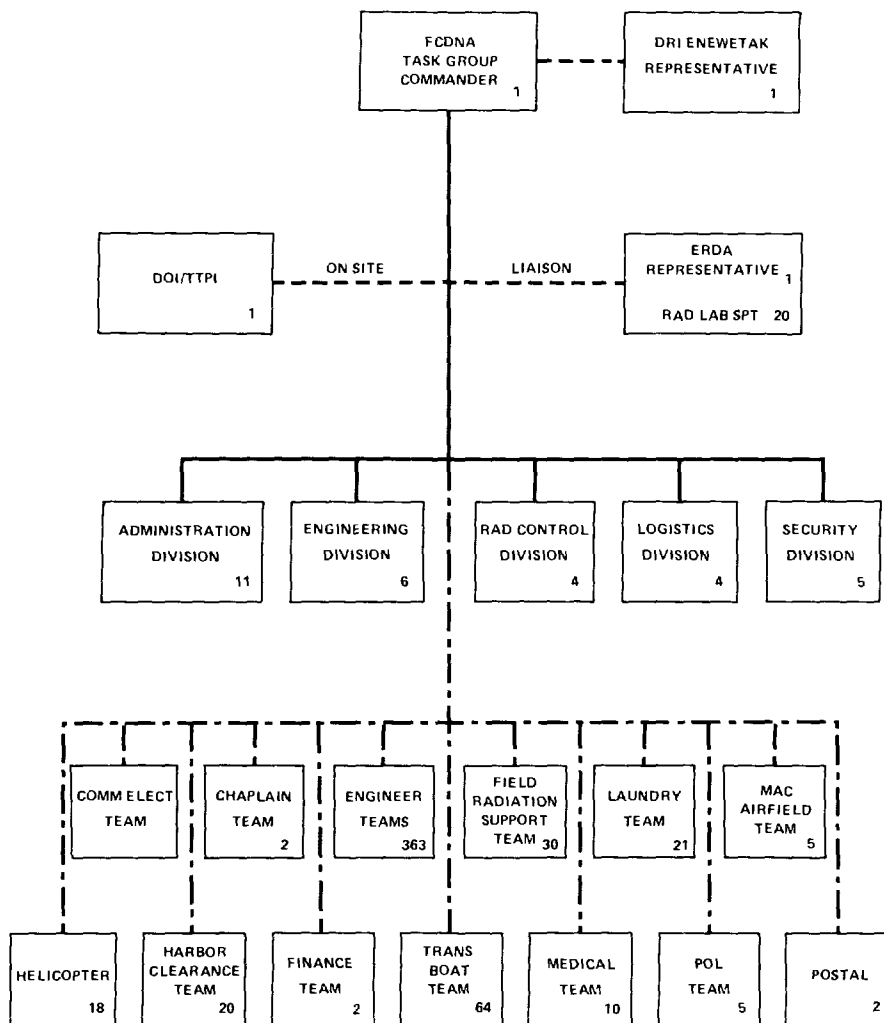 FCDNA
TASK GROUP
COMMANDER
1
DRI ENEWETAK
REPRESENTATIVE
1
DOI/TTPI
1
ON SITE
LIAISON
ERDA
REPRESENTATIVE
1
RAD LAB SPT 20
ADMINISTRATION
DIVISION
11
ENGINEERING
DIVISION
6
RAD CONTROL
DIVISION
4
LOGISTICS
DIVISION
4
SECURITY
DIVISION
5
COMM ELECT
TEAM
CHAPLAIN
TEAM
2
ENGINEER
TEAMS
363
FIELD
RADIATION
SUPPORT
TEAM 30
LAUNDRY
TEAM
21
MAC
AIRFIELD
TEAM
5
HELICOPTER
18
HARBOR
CLEARANCE
TEAM
20
FINANCE
TEAM
2
TRANS
BOAT
TEAM
64
MEDICAL
TEAM
10
POL
TEAM
5
POSTAL
2